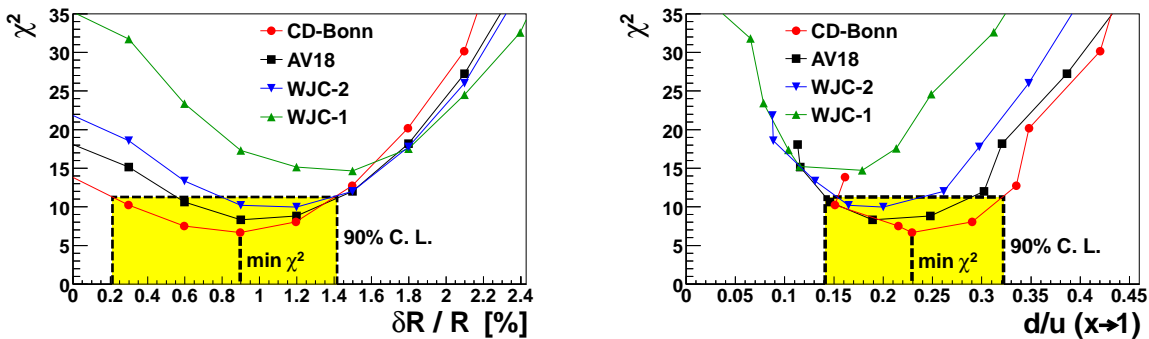 χ²
35
30
25
20
15
10
5
0
CD-Bonn
AV18
WJC-2
WJC-1
90% C. L.
min χ²
0 0.2 0.4 0.6 0.8 1 1.2 1.4 1.6 1.8 2 2.2 2.4
δR / R [%]
χ²
35
30
25
20
15
10
5
0
CD-Bonn
AV18
WJC-2
WJC-1
90% C. L.
min χ²
0 0.05 0.1 0.15 0.2 0.25 0.3 0.35 0.4 0.45
d/u (x→1)